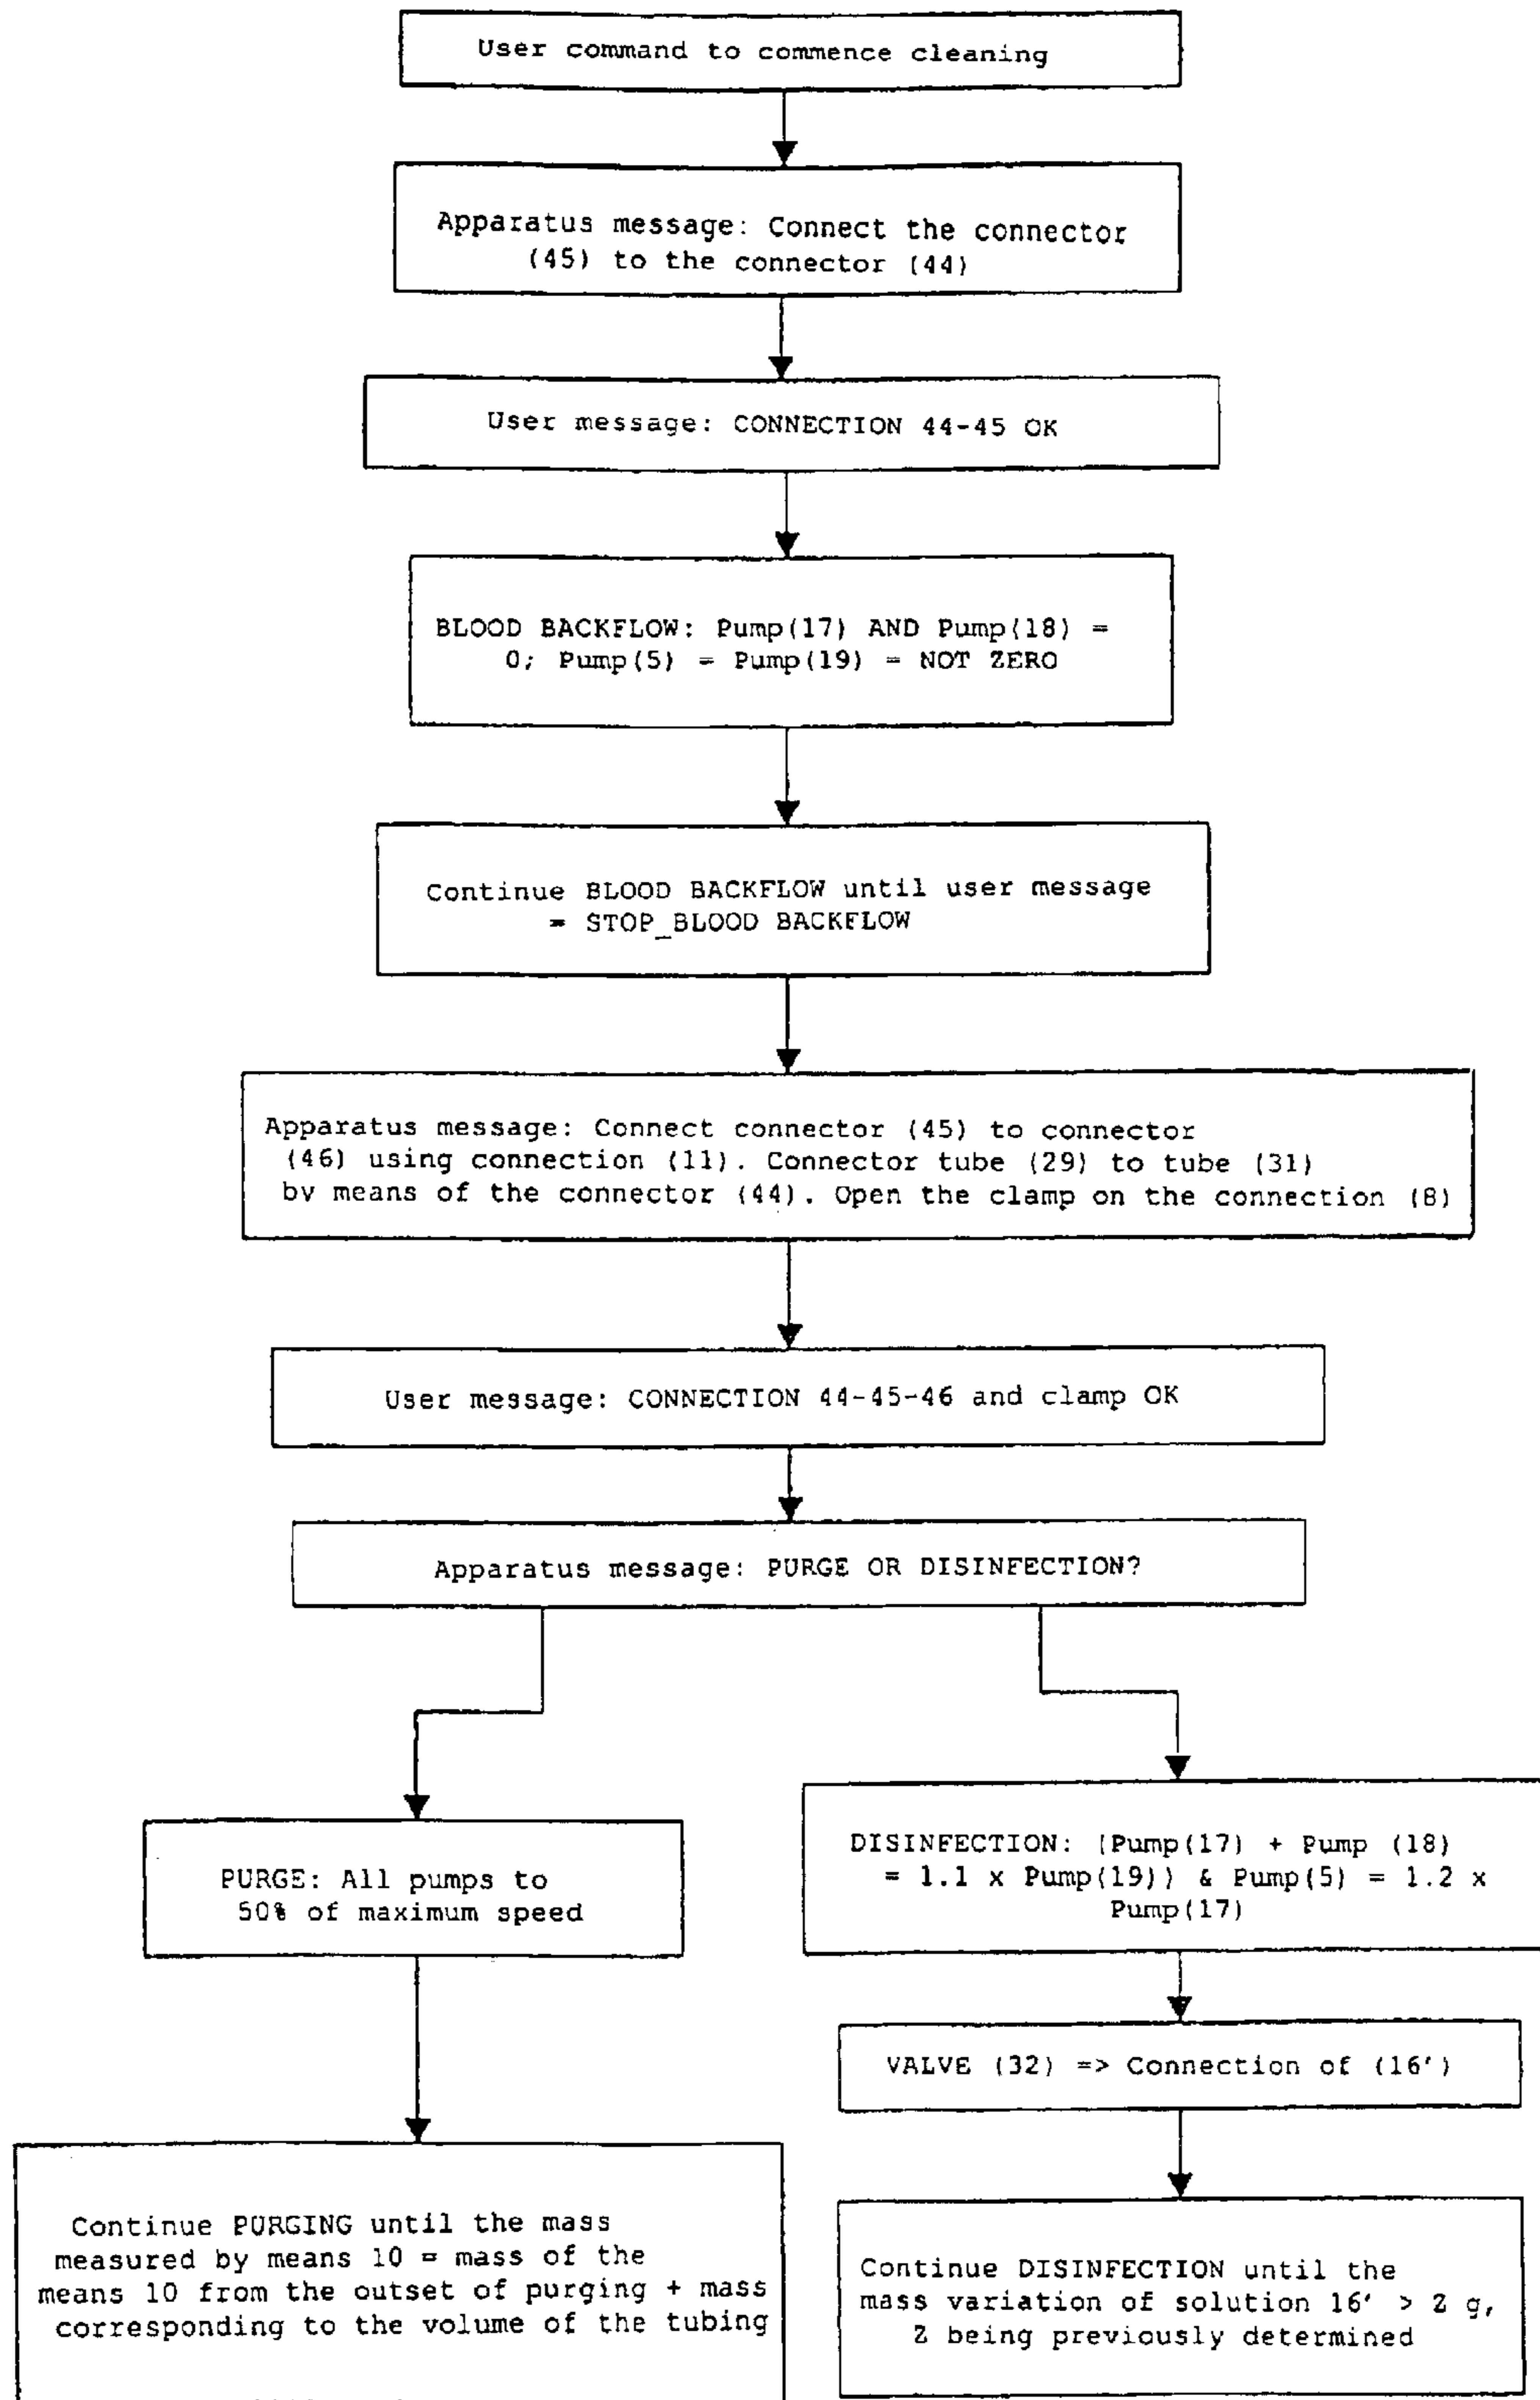 User command to commence cleaning
Apparatus message: Connect the connector
(45) to the connector (44)
User message: CONNECTION 44-45 OK
BLOOD BACKFLOW: Pump(17) AND Pump(18) =
0; Pump(5) = Pump(19) = NOT ZERO
Continue BLOOD BACKFLOW until user message
= STOP_BLOOD BACKFLOW
Apparatus message: Connect connector (45) to connector
(46) using connection (11). Connector tube (29) to tube (31)
by means of the connector (44). Open the clamp on the connection (8)
User message: CONNECTION 44-45-46 and clamp OK
Apparatus message: PURGE OR DISINFECTION?
PURGE: All pumps to
50% of maximum speed
DISINFECTION: (Pump(17) + Pump (18)
= 1.1 x Pump(19)) & Pump(5) = 1.2 x
Pump(17)
VALVE (32) => Connection of (16')
Continue PURGING until the mass
measured by means 10 = mass of the
means 10 from the outset of purging + mass
corresponding to the volume of the tubing
Continue DISINFECTION until the
mass variation of solution 16' > Z g,
Z being previously determined